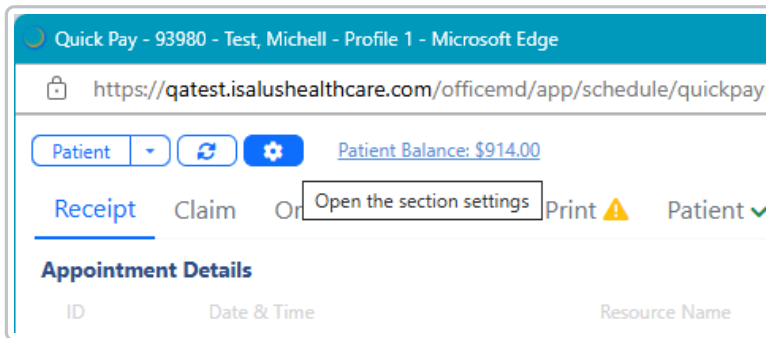 Quick Pay - 93980 - Test, Michell - Profile 1 - Microsoft Edge
https://qatest.isalushealthcare.com/officemd/app/schedule/quickpay
Patient Patient Balance: $914.00
Open the section settings
Receipt Claim Or Print Patient
Appointment Details
ID Date & Time Resource Name